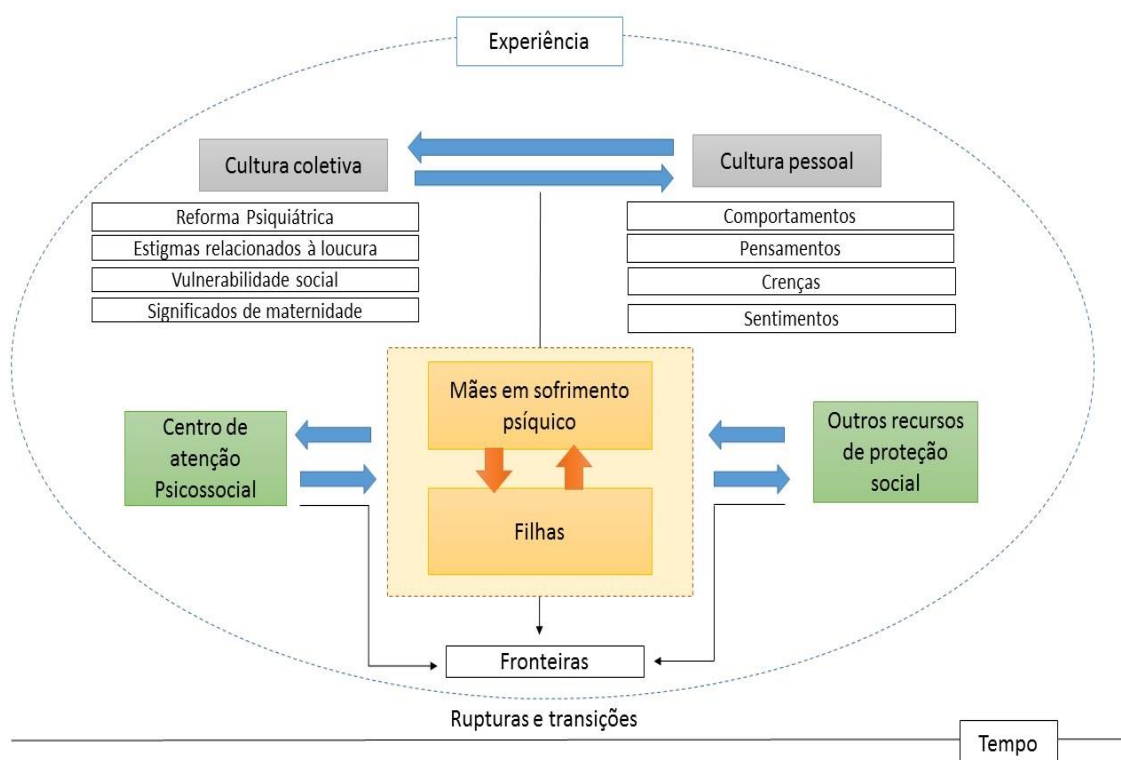 Experiência
Cultura coletiva
Cultura pessoal
Reforma Psiquiátrica
Estigmas relacionados à loucura
Vulnerabilidade social
Significados de maternidade
Comportamentos
Pensamentos
Crenças
Sentimentos
Mães em sofrimento
psíquico
Centro de
atenção
Psicossocial
Outros recursos
de proteção
social
Filhas
Fronteiras
Rupturas e transições
Tempo